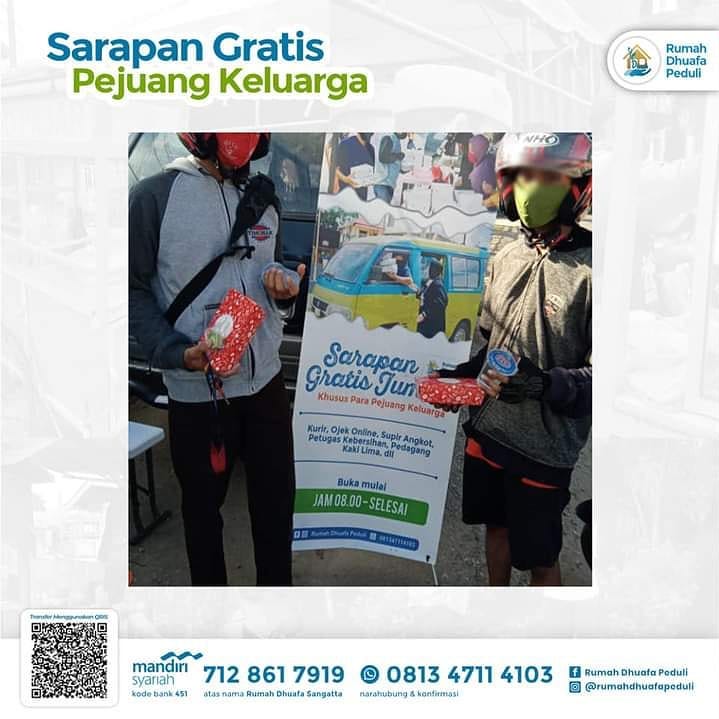 Sarapan Gratis
Pejuang Keluarga
Rumah
Dhuafa
Peduli
NHO
Sarapan
Gratis Jum
Khusus Para Pejuang Keluarga
Kurir, Ojek Online, Supir Angkot,
Petugas Kebersihan, Pedagang
Kaki Lima, dll
Buka mulai
JAM 08.00 - SELESAI
Rumah Dhuafa Peduli
081347114103
Transfer Menggunakan QRIS
mandiri
syariah
kode bank 451
712 861 7919
atas nama Rumah Dhuafa Sangatta
0813 4711 4103
narahubung & konfirmasi
Rumah Dhuafa Peduli
@rumahdhuafapeduli